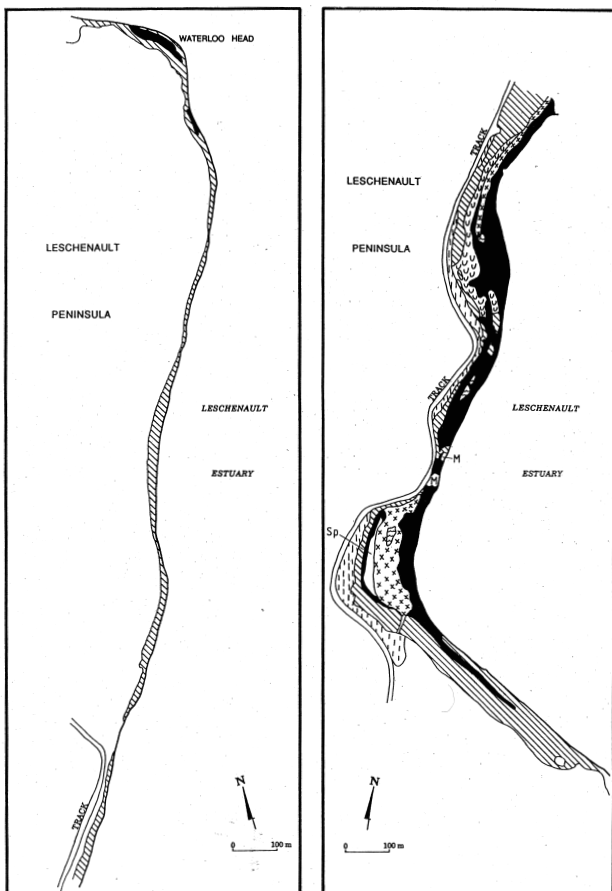 WATERLOO HEAD
LESCHENAULT
PENINSULA
LESCHENAULT
ESTUARY
TRACK
N
0 100 m
TRACK
LESCHENAULT
PENINSULA
TRACK
LESCHENAULT
ESTUARY
M
M
Sp
N
0 100 m